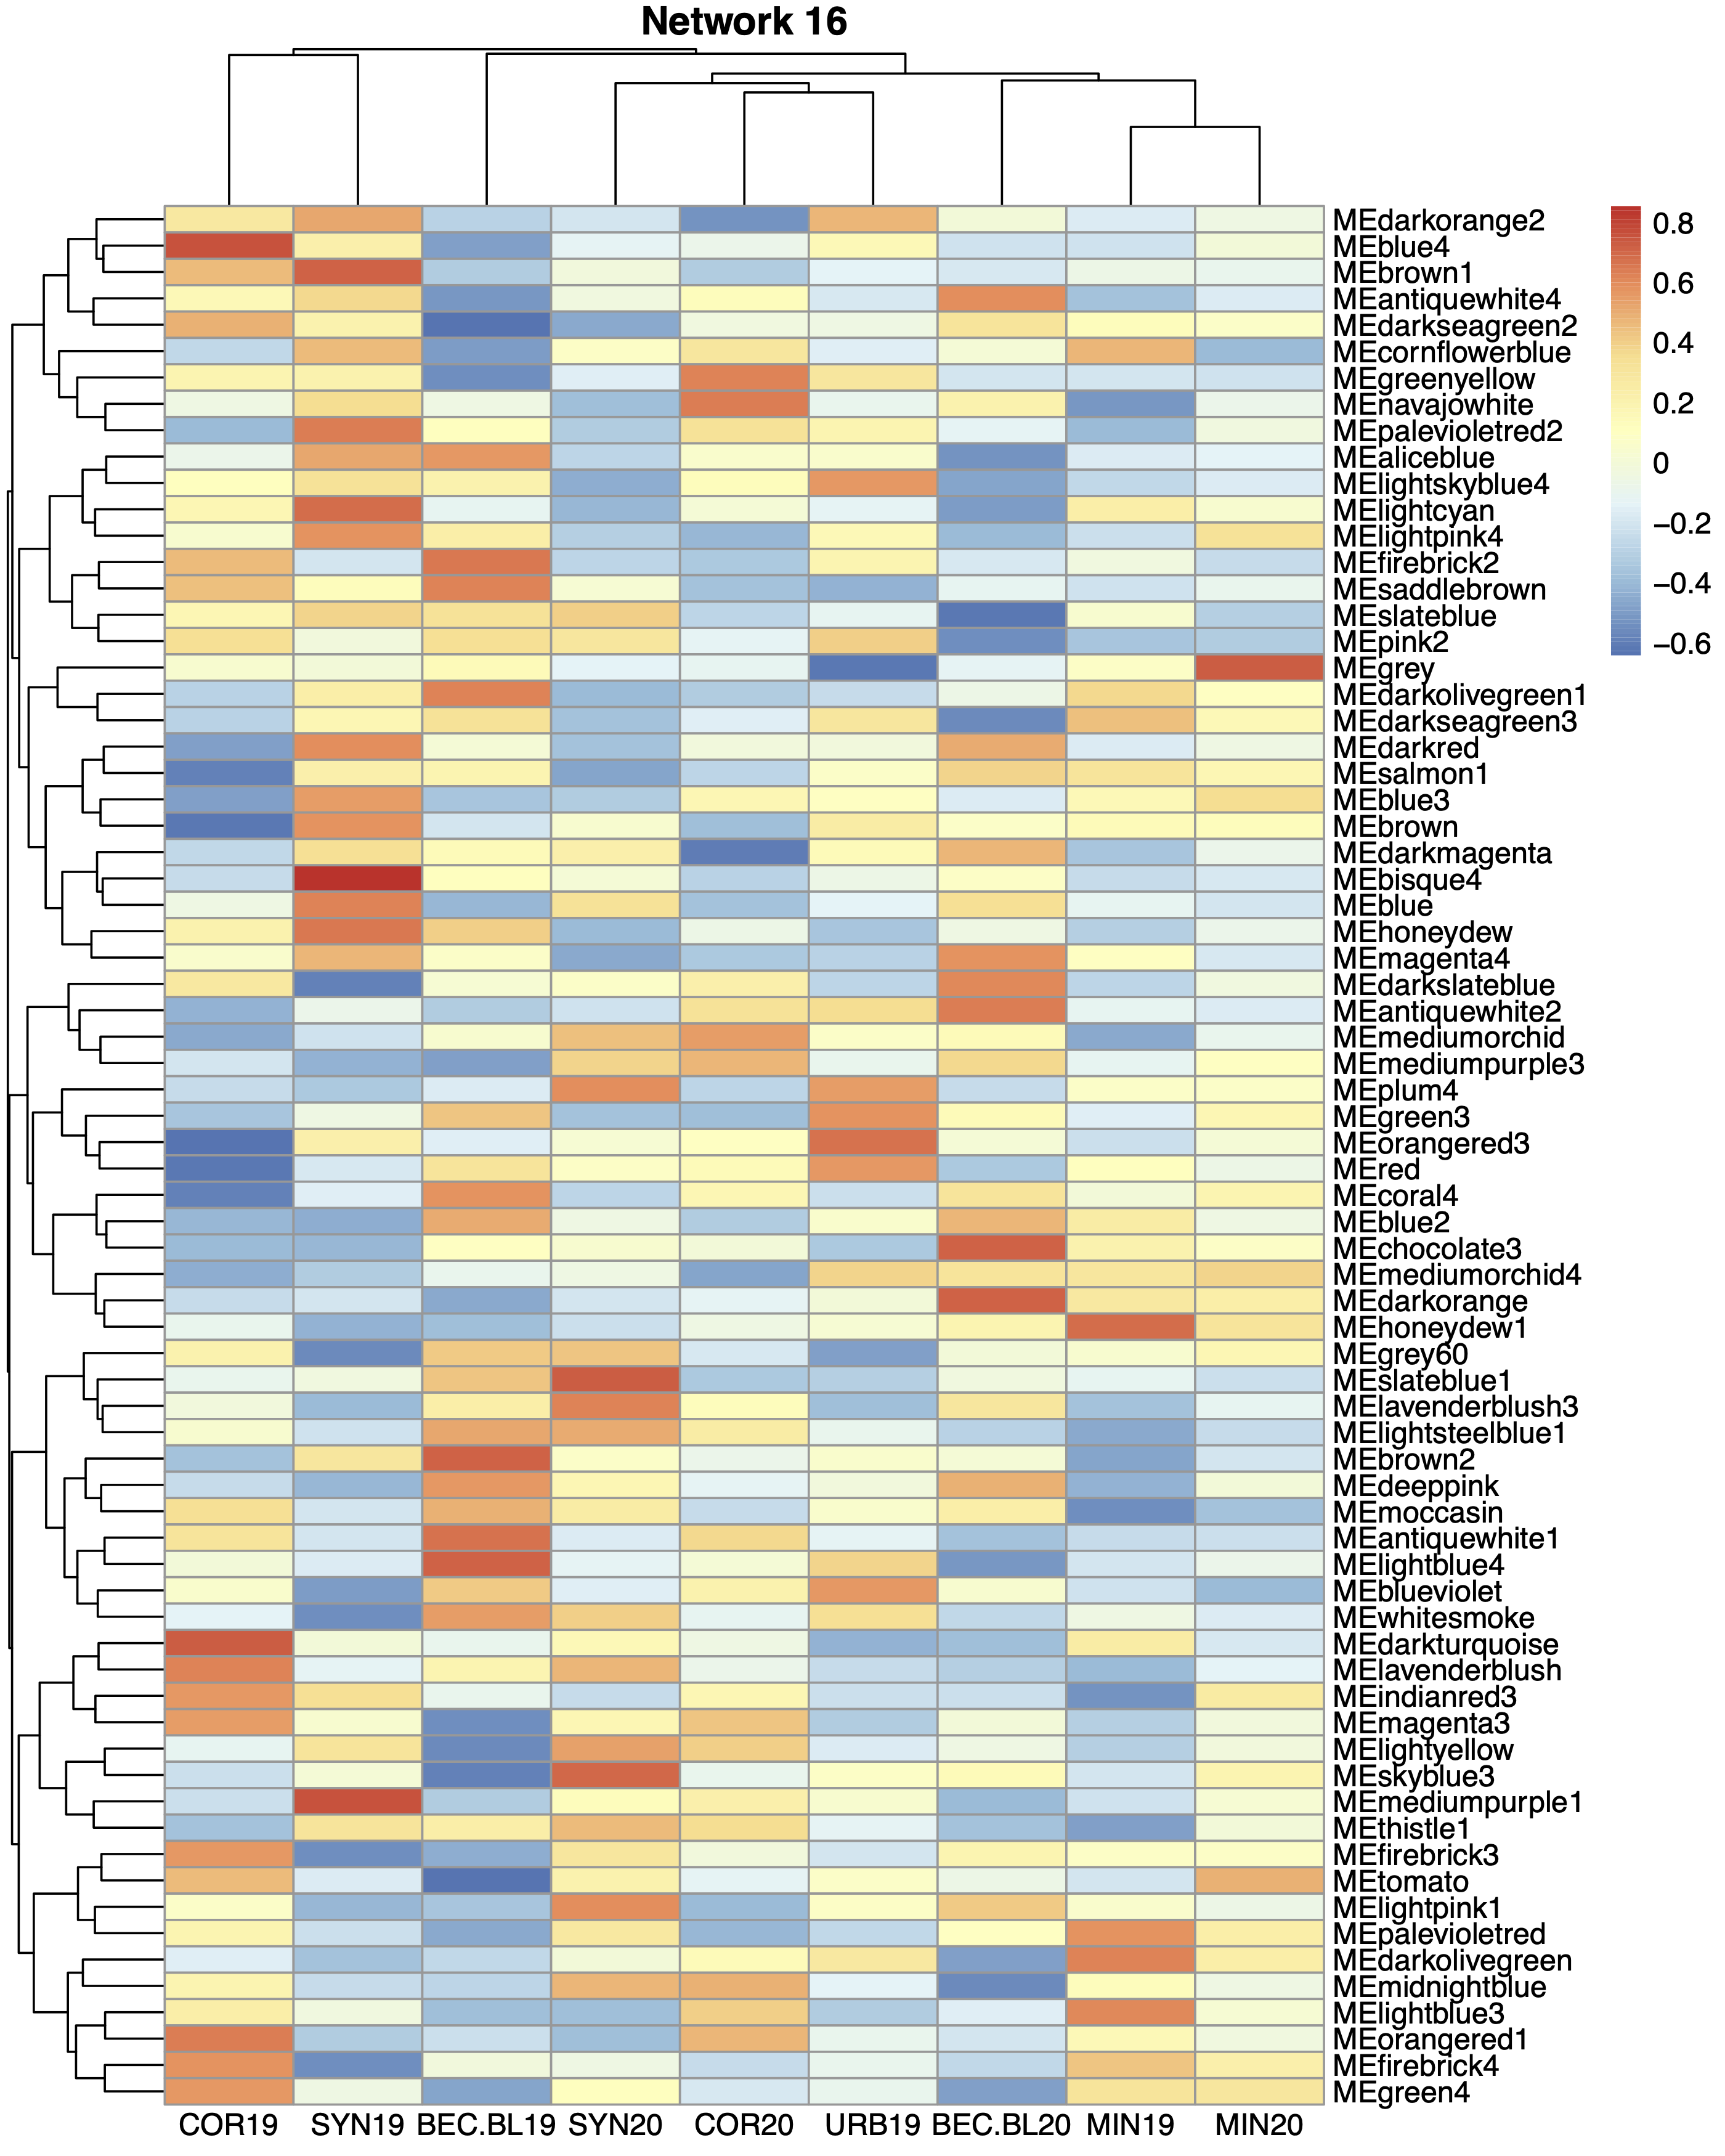 Network 16
MEdarkorange2
MEblue4
MEbrown1
MEantiquewhite4
MEdarkseagreen2
MEcornflowerblue
MEgreenyellow
MEnavajowhite
MEpalevioletred2
MEaliceblue
MElightskyblue4
MElightcyan
MElightpink4
MEfirebrick2
MEsaddlebrown
MEslateblue
MEpink2
MEgrey
MEdarkolivegreen1
MEdarkseagreen3
MEdarkred
MEsalmon1
MEblue3
MEbrown
MEdarkmagenta
MEbisque4
MEblue
MEhoneydew
MEmagenta4
MEdarkslateblue
MEantiquewhite2
MEmediumorchid
MEmediumpurple3
MEplum4
MEgreen3
MEorangered3
MEred
MEcoral4
MEblue2
MEchocolate3
MEmediumorchid4
MEdarkorange
MEhoneydew1
MEgrey60
MEslateblue1
MElavenderblush3
MElightsteelblue1
MEbrown2
MEdeeppink
MEmoccasin
MEantiquewhite1
MElightblue4
MEblueviolet
MEwhitesmoke
MEdarkturquoise
MElavenderblush
MEindianred3
MEmagenta3
MElightyellow
MEskyblue3
MEmediumpurple1
MEthistle1
MEfirebrick3
MEtomato
MElightpink1
MEpalevioletred
MEdarkolivegreen
MEmidnightblue
MElightblue3
MEorangered1
MEfirebrick4
MEgreen4
0.8
0.6
0.4
0.2
0
−0.2
−0.4
−0.6
COR19 SYN19 BEC.BL19 SYN20 COR20 URB19 BEC.BL20 MIN19 MIN20